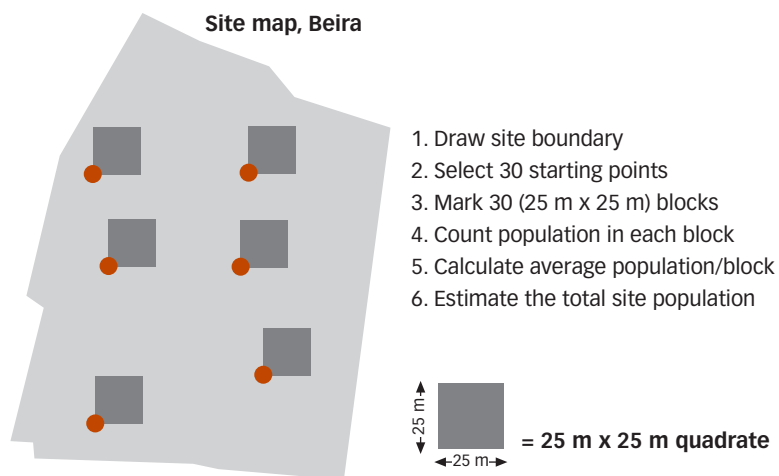 Site map, Beira
1. Draw site boundary
2. Select 30 starting points
3. Mark 30 (25 m x 25 m) blocks
4. Count population in each block
5. Calculate average population/block
6. Estimate the total site population
25 m
= 25 m x 25 m quadrate
25 m